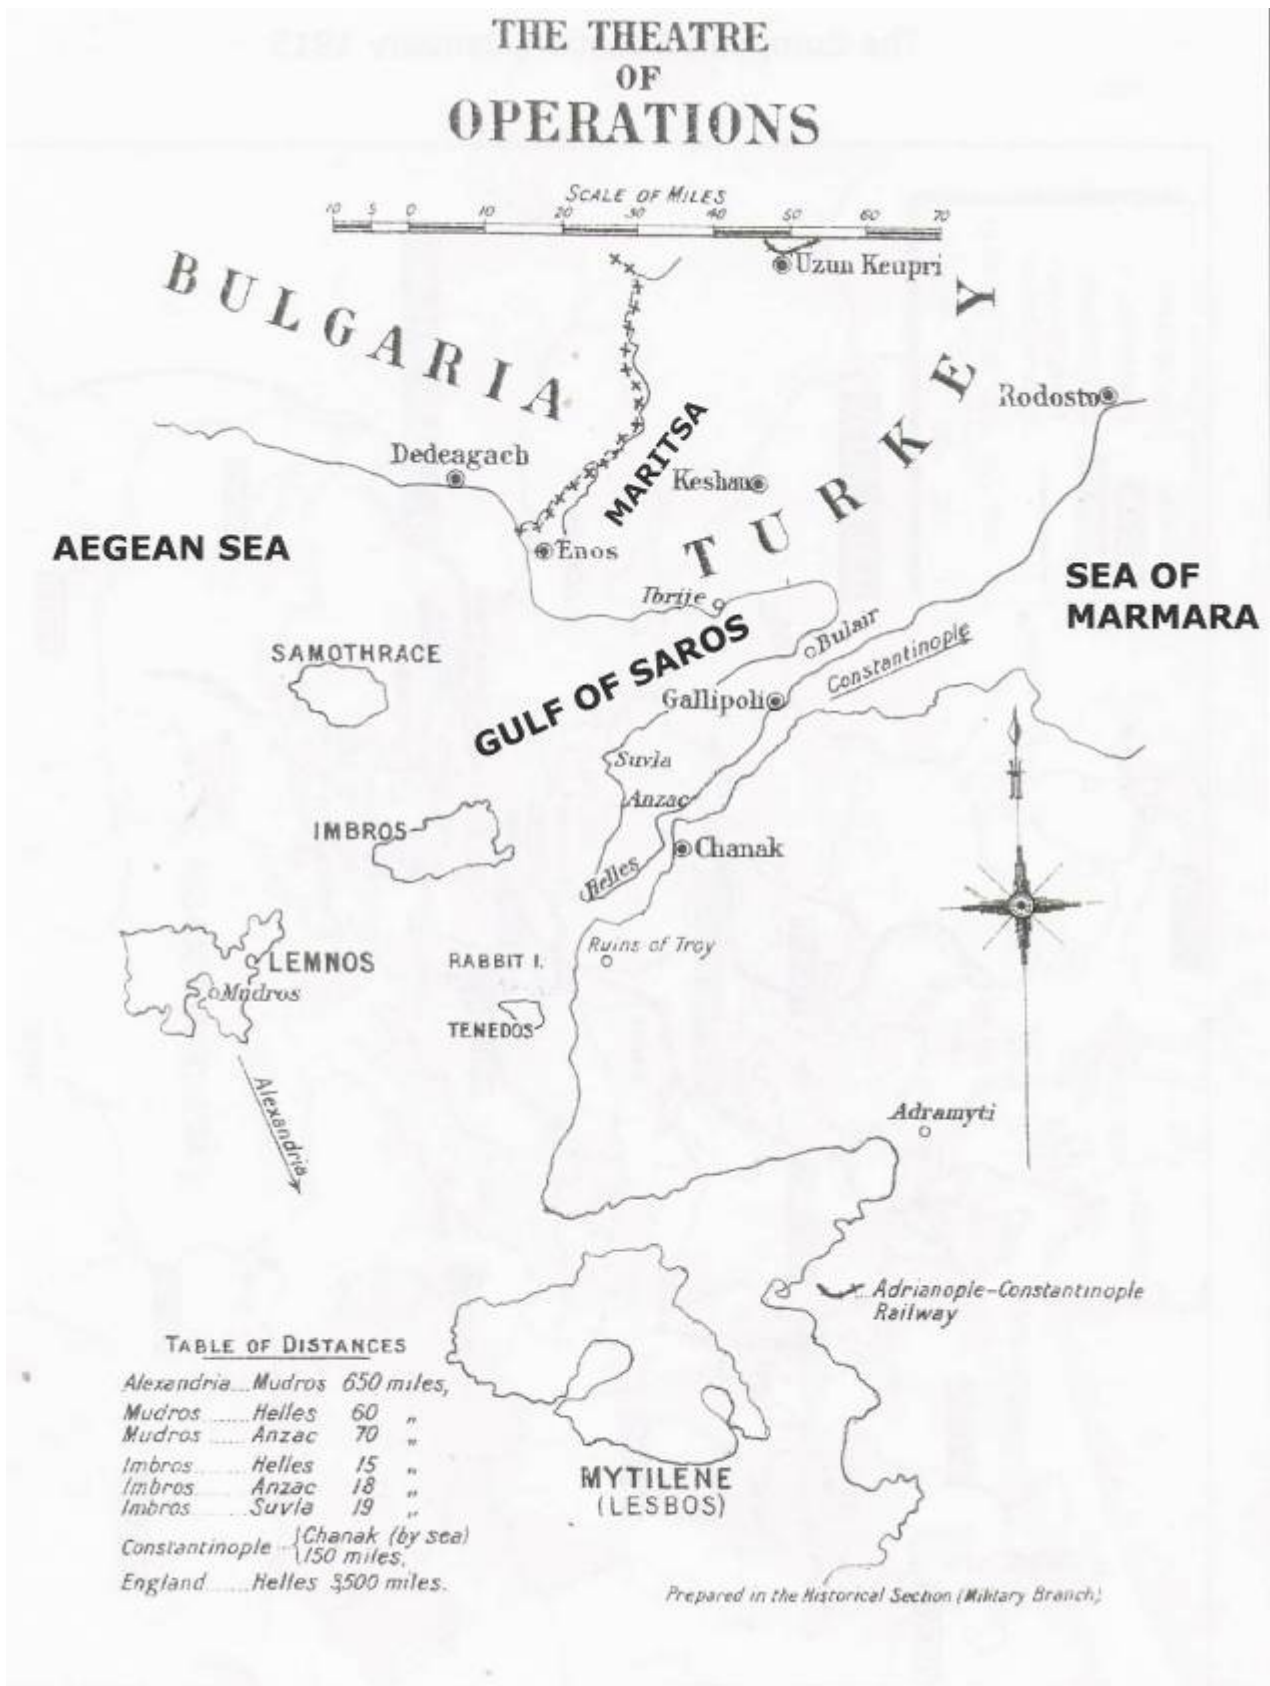 THE THEATRE
OF
OPERATIONS
SCALE OF MILES
10 5 0 10 20 30 40 50 60 70
Uzun Keupri
BULGARIA
TURKEY
Rodosto
Dedeagach
MARITSA
Keshan
AEGEAN SEA
Enos
SEA OF
MARMARA
Ibrije
Bulair
Constantinople
SAMOTHRACE
GULF OF SAROS
Gallipoli
Suvla
Anzac
IMBROS
Chanak
Helles
Ruins of Troy
LEMNOS
RABBIT I.
Mudros
TENEDOS
N
Alexandria
Adramyti
Adrianople-Constantinople
Railway
TABLE OF DISTANCES
Alexandria....Mudros 650 miles,
Mudros ...... Helles 60 "
Mudros ...... Anzac 70 "
Imbros ...... Helles 15 "
Imbros ...... Anzac 18 "
Imbros ...... Suvla 19 "
Constantinople {Chanak (by sea)
150 miles,
England ...... Helles 3,500 miles.
MYTILENE
(LESBOS)
Prepared in the Historical Section (Military Branch)